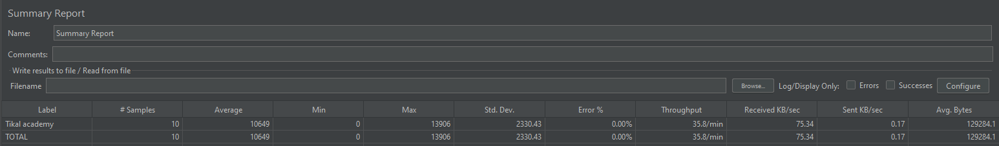 Summary Report
Name: Summary Report
Comments:
Write results to file / Read from file
Filename Browse... Log/Display Only: Errors Successes Configure
Label # Samples Average Min Max Std. Dev. Error % Throughput Received KB/sec Sent KB/sec Avg. Bytes
Tikal academy 10 10649 0 13906 2330.43 0.00% 35.8/min 75.34 0.17 129284.1
TOTAL 10 10649 0 13906 2330.43 0.00% 35.8/min 75.34 0.17 129284.1